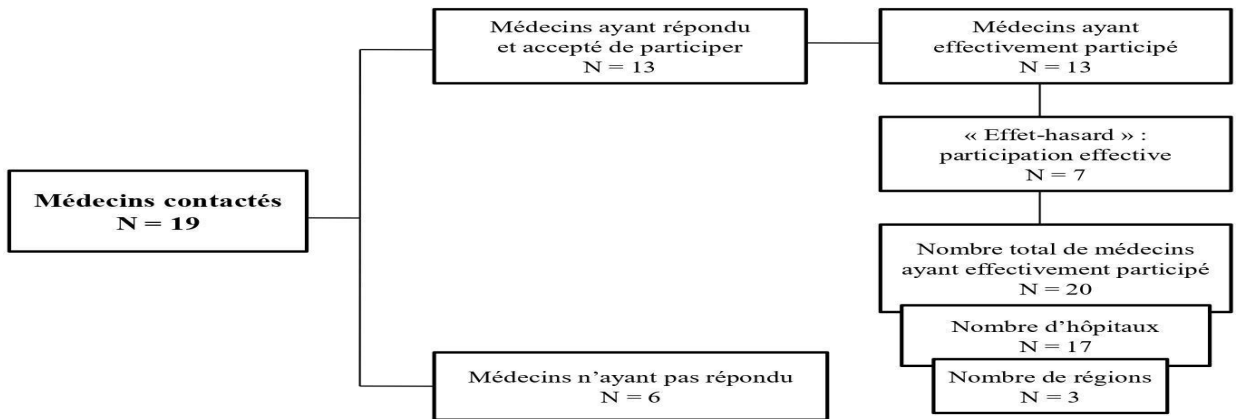 Médecins ayant répondu
et accepté de participer
N = 13
Médecins ayant
effectivement participé
N = 13
« Effet-hasard » :
participation effective
N = 7
Médecins contactés
N = 19
Nombre total de médecins
ayant effectivement participé
N = 20
Nombre d’hôpitaux
N = 17
Médecins n’ayant pas répondu
N = 6
Nombre de régions
N = 3